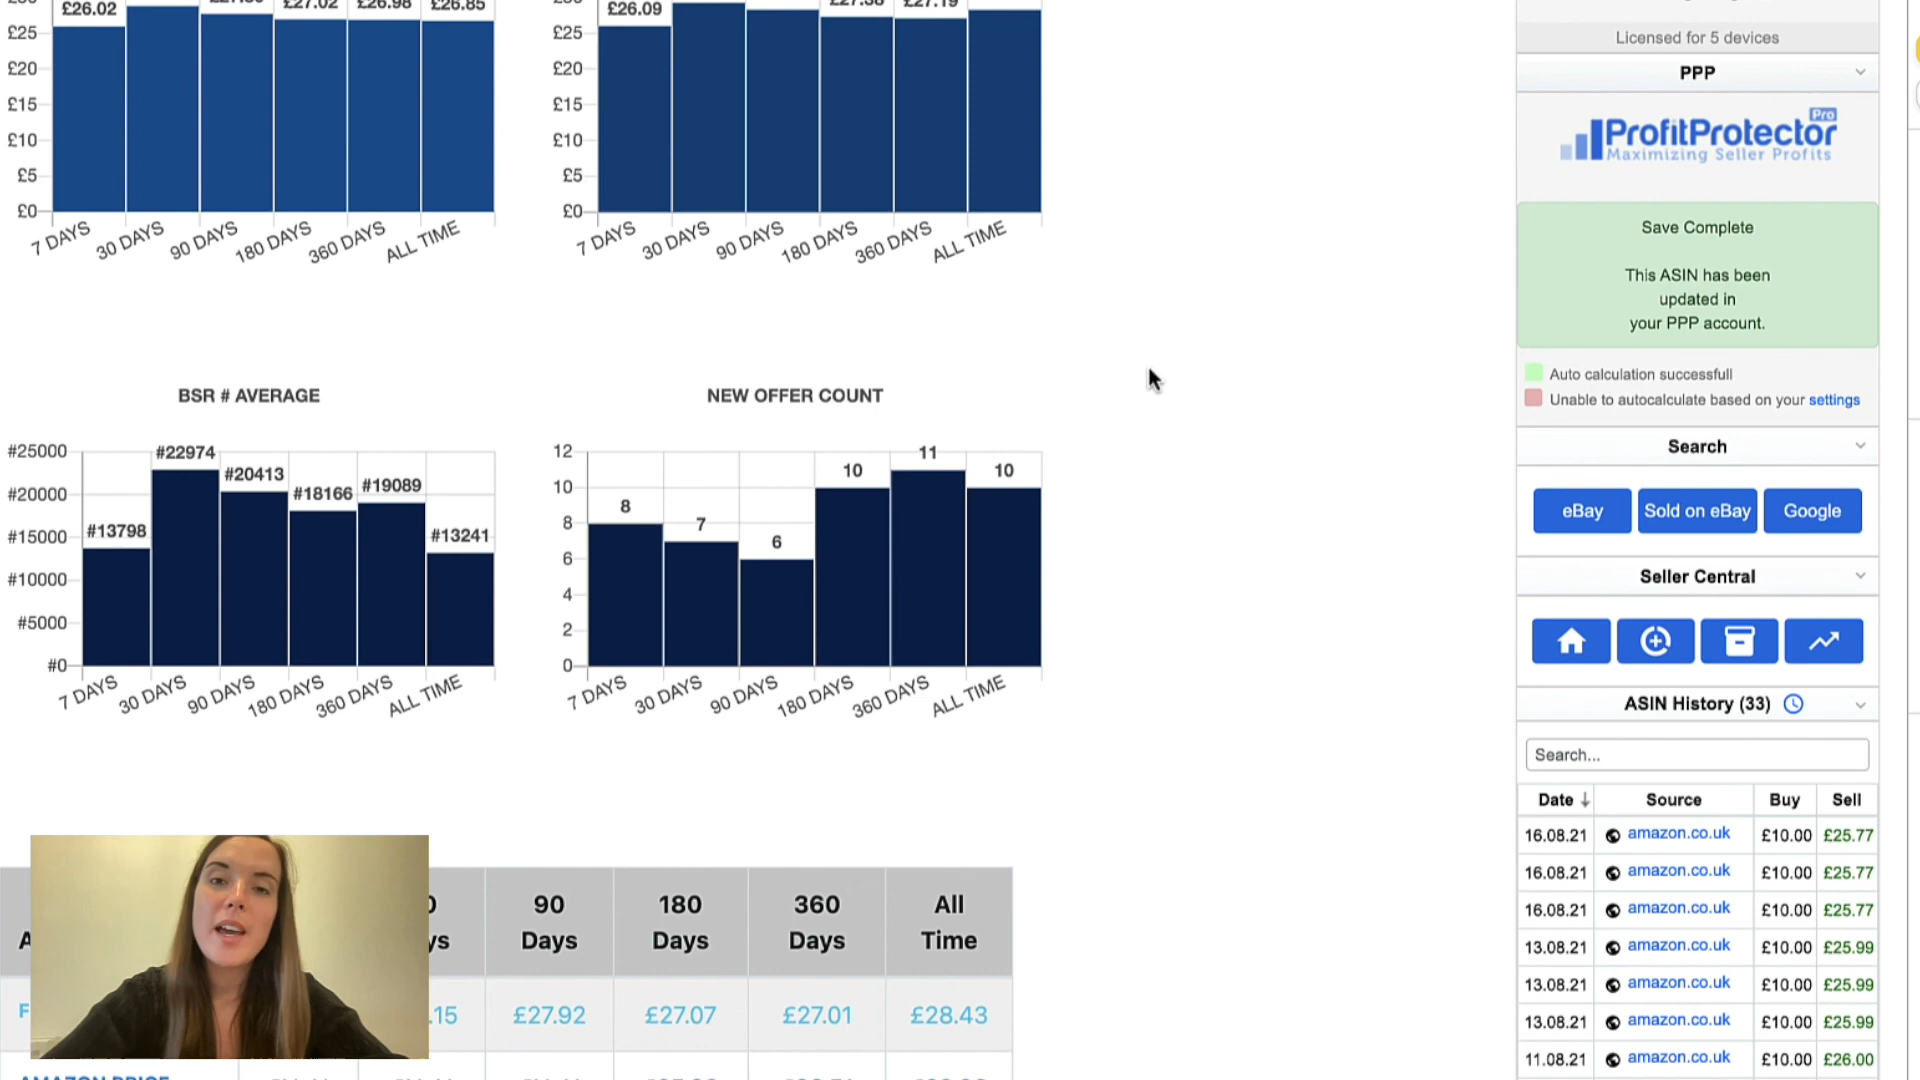 £26.02
£26.98
£26.85
£25
£20
£15
£10
£5
£0
7 DAYS
30 DAYS
90 DAYS
180 DAYS
360 DAYS
ALL TIME
£26.09
£25
£20
£15
£10
£5
£0
7 DAYS
30 DAYS
90 DAYS
180 DAYS
360 DAYS
ALL TIME
BSR # AVERAGE
#25000
#20000
#15000
#10000
#5000
#0
#13798
#22974
#20413
#18166
#19089
#13241
7 DAYS
30 DAYS
90 DAYS
180 DAYS
360 DAYS
ALL TIME
NEW OFFER COUNT
12
10
8
6
4
2
0
8
7
6
10
11
10
7 DAYS
30 DAYS
90 DAYS
180 DAYS
360 DAYS
ALL TIME
90 Days
180 Days
360 Days
All Time
.15 £27.92 £27.07 £27.01 £28.43
AMAZON PRICE
Licensed for 5 devices
PPP
ProfitProtector Pro
Maximizing Seller Profits
Save Complete
This ASIN has been
updated in
your PPP account.
Auto calculation successfull
Unable to autocalculate based on your settings
Search
eBay
Sold on eBay
Google
Seller Central
ASIN History (33)
Search...
Date Source Buy Sell
16.08.21 amazon.co.uk £10.00 £25.77
16.08.21 amazon.co.uk £10.00 £25.77
16.08.21 amazon.co.uk £10.00 £25.77
13.08.21 amazon.co.uk £10.00 £25.99
13.08.21 amazon.co.uk £10.00 £25.99
13.08.21 amazon.co.uk £10.00 £25.99
11.08.21 amazon.co.uk £10.00 £26.00